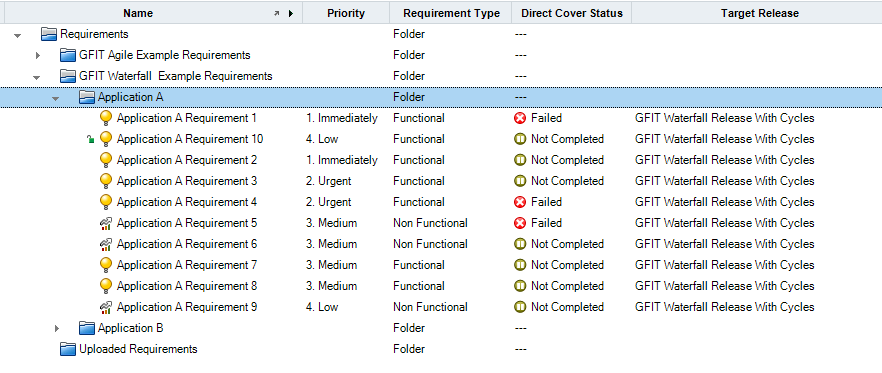 Name Priority Requirement Type Direct Cover Status Target Release
Requirements Folder ---
GFIT Agile Example Requirements Folder ---
GFIT Waterfall  Example Requirements Folder ---
Application A Folder ---
Application A Requirement 1 1. Immediately Functional Failed GFIT Waterfall Release With Cycles
Application A Requirement 10 4. Low Functional Not Completed GFIT Waterfall Release With Cycles
Application A Requirement 2 1. Immediately Functional Not Completed GFIT Waterfall Release With Cycles
Application A Requirement 3 2. Urgent Functional Not Completed GFIT Waterfall Release With Cycles
Application A Requirement 4 2. Urgent Functional Failed GFIT Waterfall Release With Cycles
Application A Requirement 5 3. Medium Non Functional Failed GFIT Waterfall Release With Cycles
Application A Requirement 6 3. Medium Non Functional Not Completed GFIT Waterfall Release With Cycles
Application A Requirement 7 3. Medium Functional Not Completed GFIT Waterfall Release With Cycles
Application A Requirement 8 3. Medium Functional Not Completed GFIT Waterfall Release With Cycles
Application A Requirement 9 4. Low Non Functional Not Completed GFIT Waterfall Release With Cycles
Application B Folder ---
Uploaded Requirements Folder ---